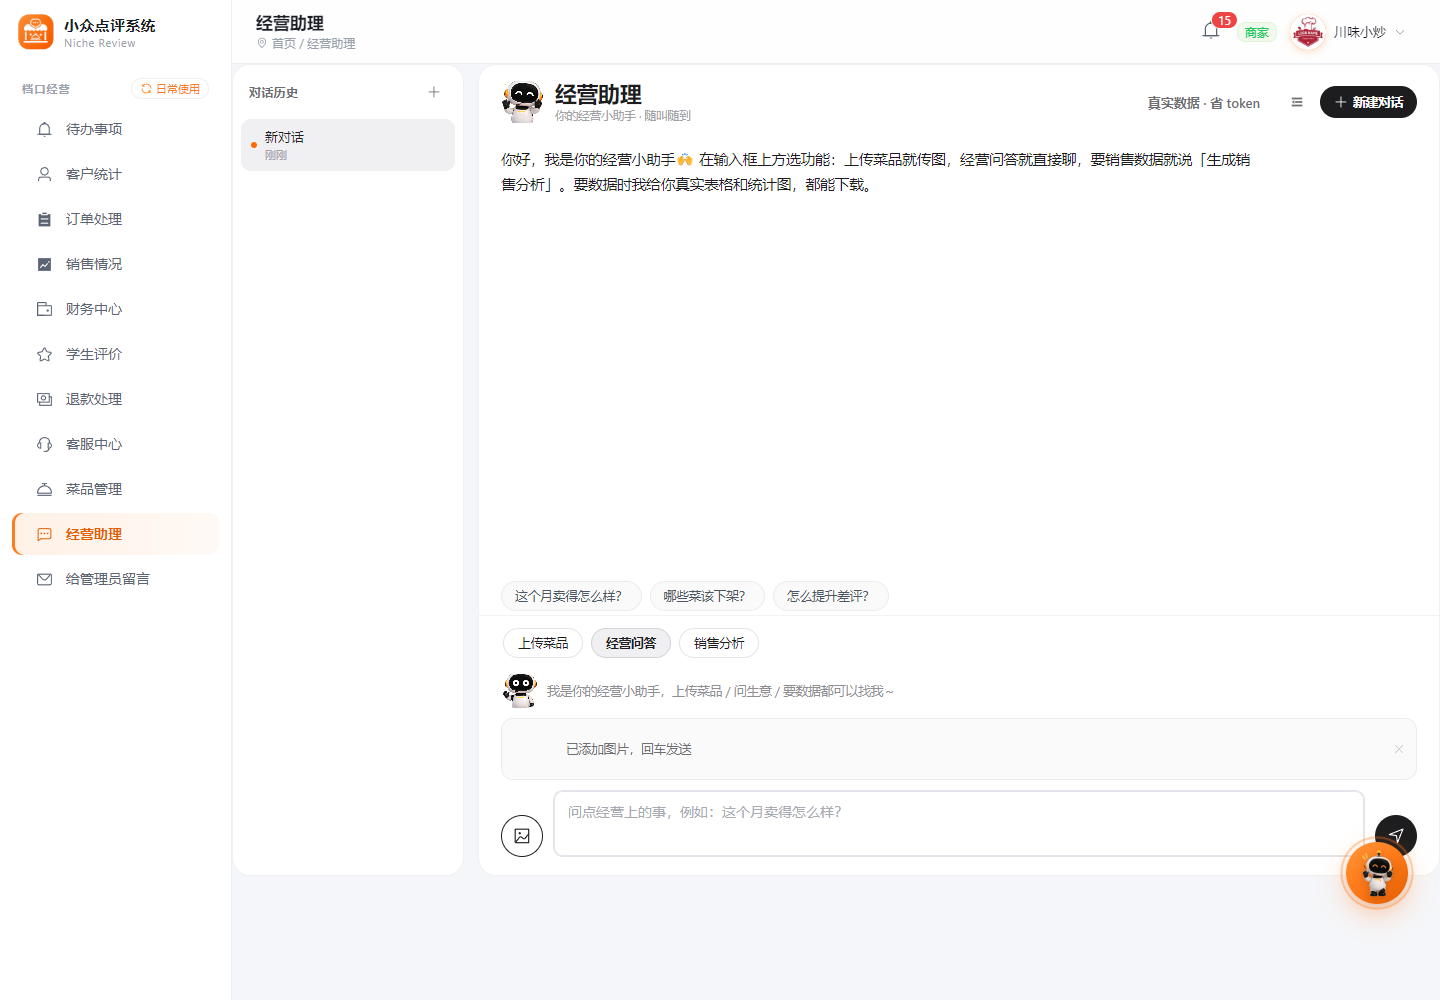 小众点评系统
Niche Review
档口经营
日常使用
待办事项
客户统计
订单处理
销售情况
财务中心
学生评价
退款处理
客服中心
菜品管理
经营助理
给管理员留言
经营助理
首页 / 经营助理
15
商家
川味小炒
对话历史
新对话
刚刚
经营助理
你的经营小助手 · 随叫随到
真实数据 · 省 token
新建对话
你好，我是你的经营小助手🙌 在输入框上方选功能：上传菜品就传图，经营问答就直接聊，要销售数据就说「生成销
售分析」。要数据时我给你真实表格和统计图，都能下载。
这个月卖得怎么样？
哪些菜该下架？
怎么提升差评？
上传菜品
经营问答
销售分析
我是你的经营小助手，上传菜品 / 问生意 / 要数据都可以找我~
已添加图片，回车发送
问点经营上的事，例如：这个月卖得怎么样？